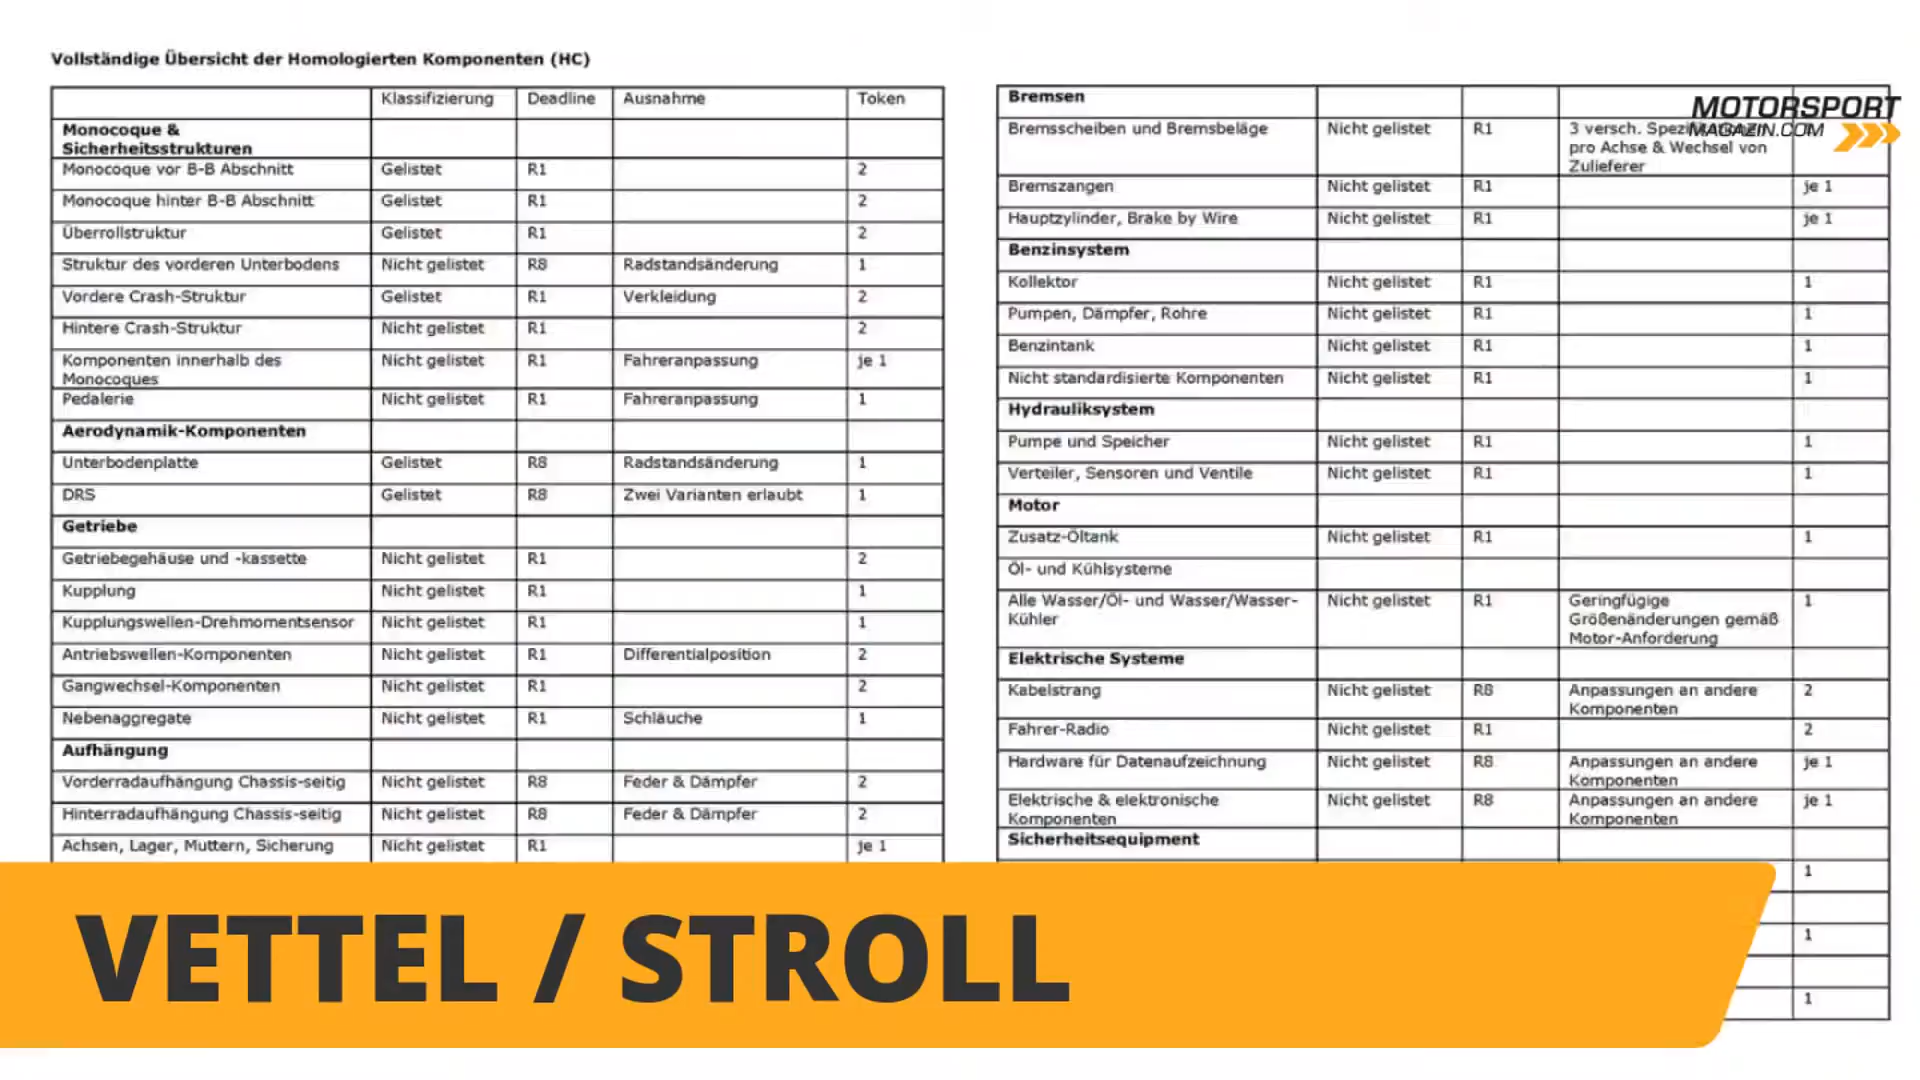 Vollständige Übersicht der Homologierten Komponenten (HC)
Klassifizierung Deadline Ausnahme Token
Monocoque &
Sicherheitsstrukturen
Monocoque vor B-B Abschnitt Gelistet R1 2
Monocoque hinter B-B Abschnitt Gelistet R1 2
Überrollstruktur Gelistet R1 2
Struktur des vorderen Unterbodens Nicht gelistet R8 Radstandsänderung 1
Vordere Crash-Struktur Gelistet R1 Verkleidung 2
Hintere Crash-Struktur Nicht gelistet R1 2
Komponenten innerhalb des Nicht gelistet R1 Fahreranpassung je 1
Monocoques
Pedalerie Nicht gelistet R1 Fahreranpassung 1
Aerodynamik-Komponenten
Unterbodenplatte Gelistet R8 Radstandsänderung 1
DRS Gelistet R8 Zwei Varianten erlaubt 1
Getriebe
Getriebegehäuse und -kassette Nicht gelistet R1 2
Kupplung Nicht gelistet R1 1
Kupplungswellen-Drehmomentsensor Nicht gelistet R1 1
Antriebswellen-Komponenten Nicht gelistet R1 Differentialposition 2
Gangwechsel-Komponenten Nicht gelistet R1 2
Nebenaggregate Nicht gelistet R1 Schläuche 1
Aufhängung
Vorderradaufhängung Chassis-seitig Nicht gelistet R8 Feder & Dämpfer 2
Hinterradaufhängung Chassis-seitig Nicht gelistet R8 Feder & Dämpfer 2
Achsen, Lager, Muttern, Sicherung Nicht gelistet R1 je 1
Bremsen
MOTORSPORT
MAGAZIN.COM
Bremsscheiben und Bremsbeläge Nicht gelistet R1 3 versch.
pro Achse & Wechsel von
Zulieferer
Bremszangen Nicht gelistet R1 je 1
Hauptzylinder, Brake by Wire Nicht gelistet R1 je 1
Benzinsystem
Kollektor Nicht gelistet R1 1
Pumpen, Dämpfer, Rohre Nicht gelistet R1 1
Benzintank Nicht gelistet R1 1
Nicht standardisierte Komponenten Nicht gelistet R1 1
Hydrauliksystem
Pumpe und Speicher Nicht gelistet R1 1
Verteiler, Sensoren und Ventile Nicht gelistet R1 1
Motor
Zusatz-Öltank Nicht gelistet R1 1
Öl- und Kühlsysteme
Alle Wasser/Öl- und Wasser/Wasser- Nicht gelistet R1 Geringfügige 1
Kühler Größenänderungen gemäß
Motor-Anforderung
Elektrische Systeme
Kabelstrang Nicht gelistet R8 Anpassungen an andere 2
Komponenten
Fahrer-Radio Nicht gelistet R1 2
Hardware für Datenaufzeichnung Nicht gelistet R8 Anpassungen an andere je 1
Komponenten
Elektrische & elektronische Nicht gelistet R8 Anpassungen an andere je 1
Komponenten Komponenten
Sicherheitsequipment
1
1
1
VETTEL / STROLL